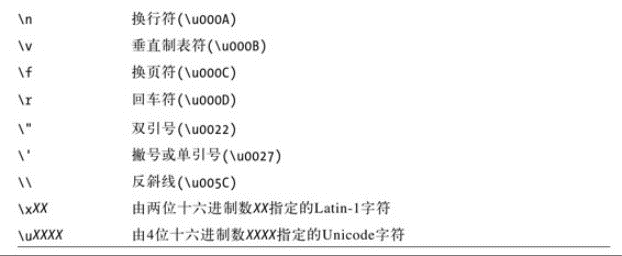 \n 换行符(\u000A)
\v 垂直制表符(\u000B)
\f 换页符(\u000C)
\r 回车符(\u000D)
\" 双引号(\u0022)
\' 撇号或单引号(\u0027)
\\ 反斜线(\u005C)
\xXX 由两位十六进制数XX指定的Latin-1字符
\uXXXX 由4位十六进制数XXXX指定的Unicode字符